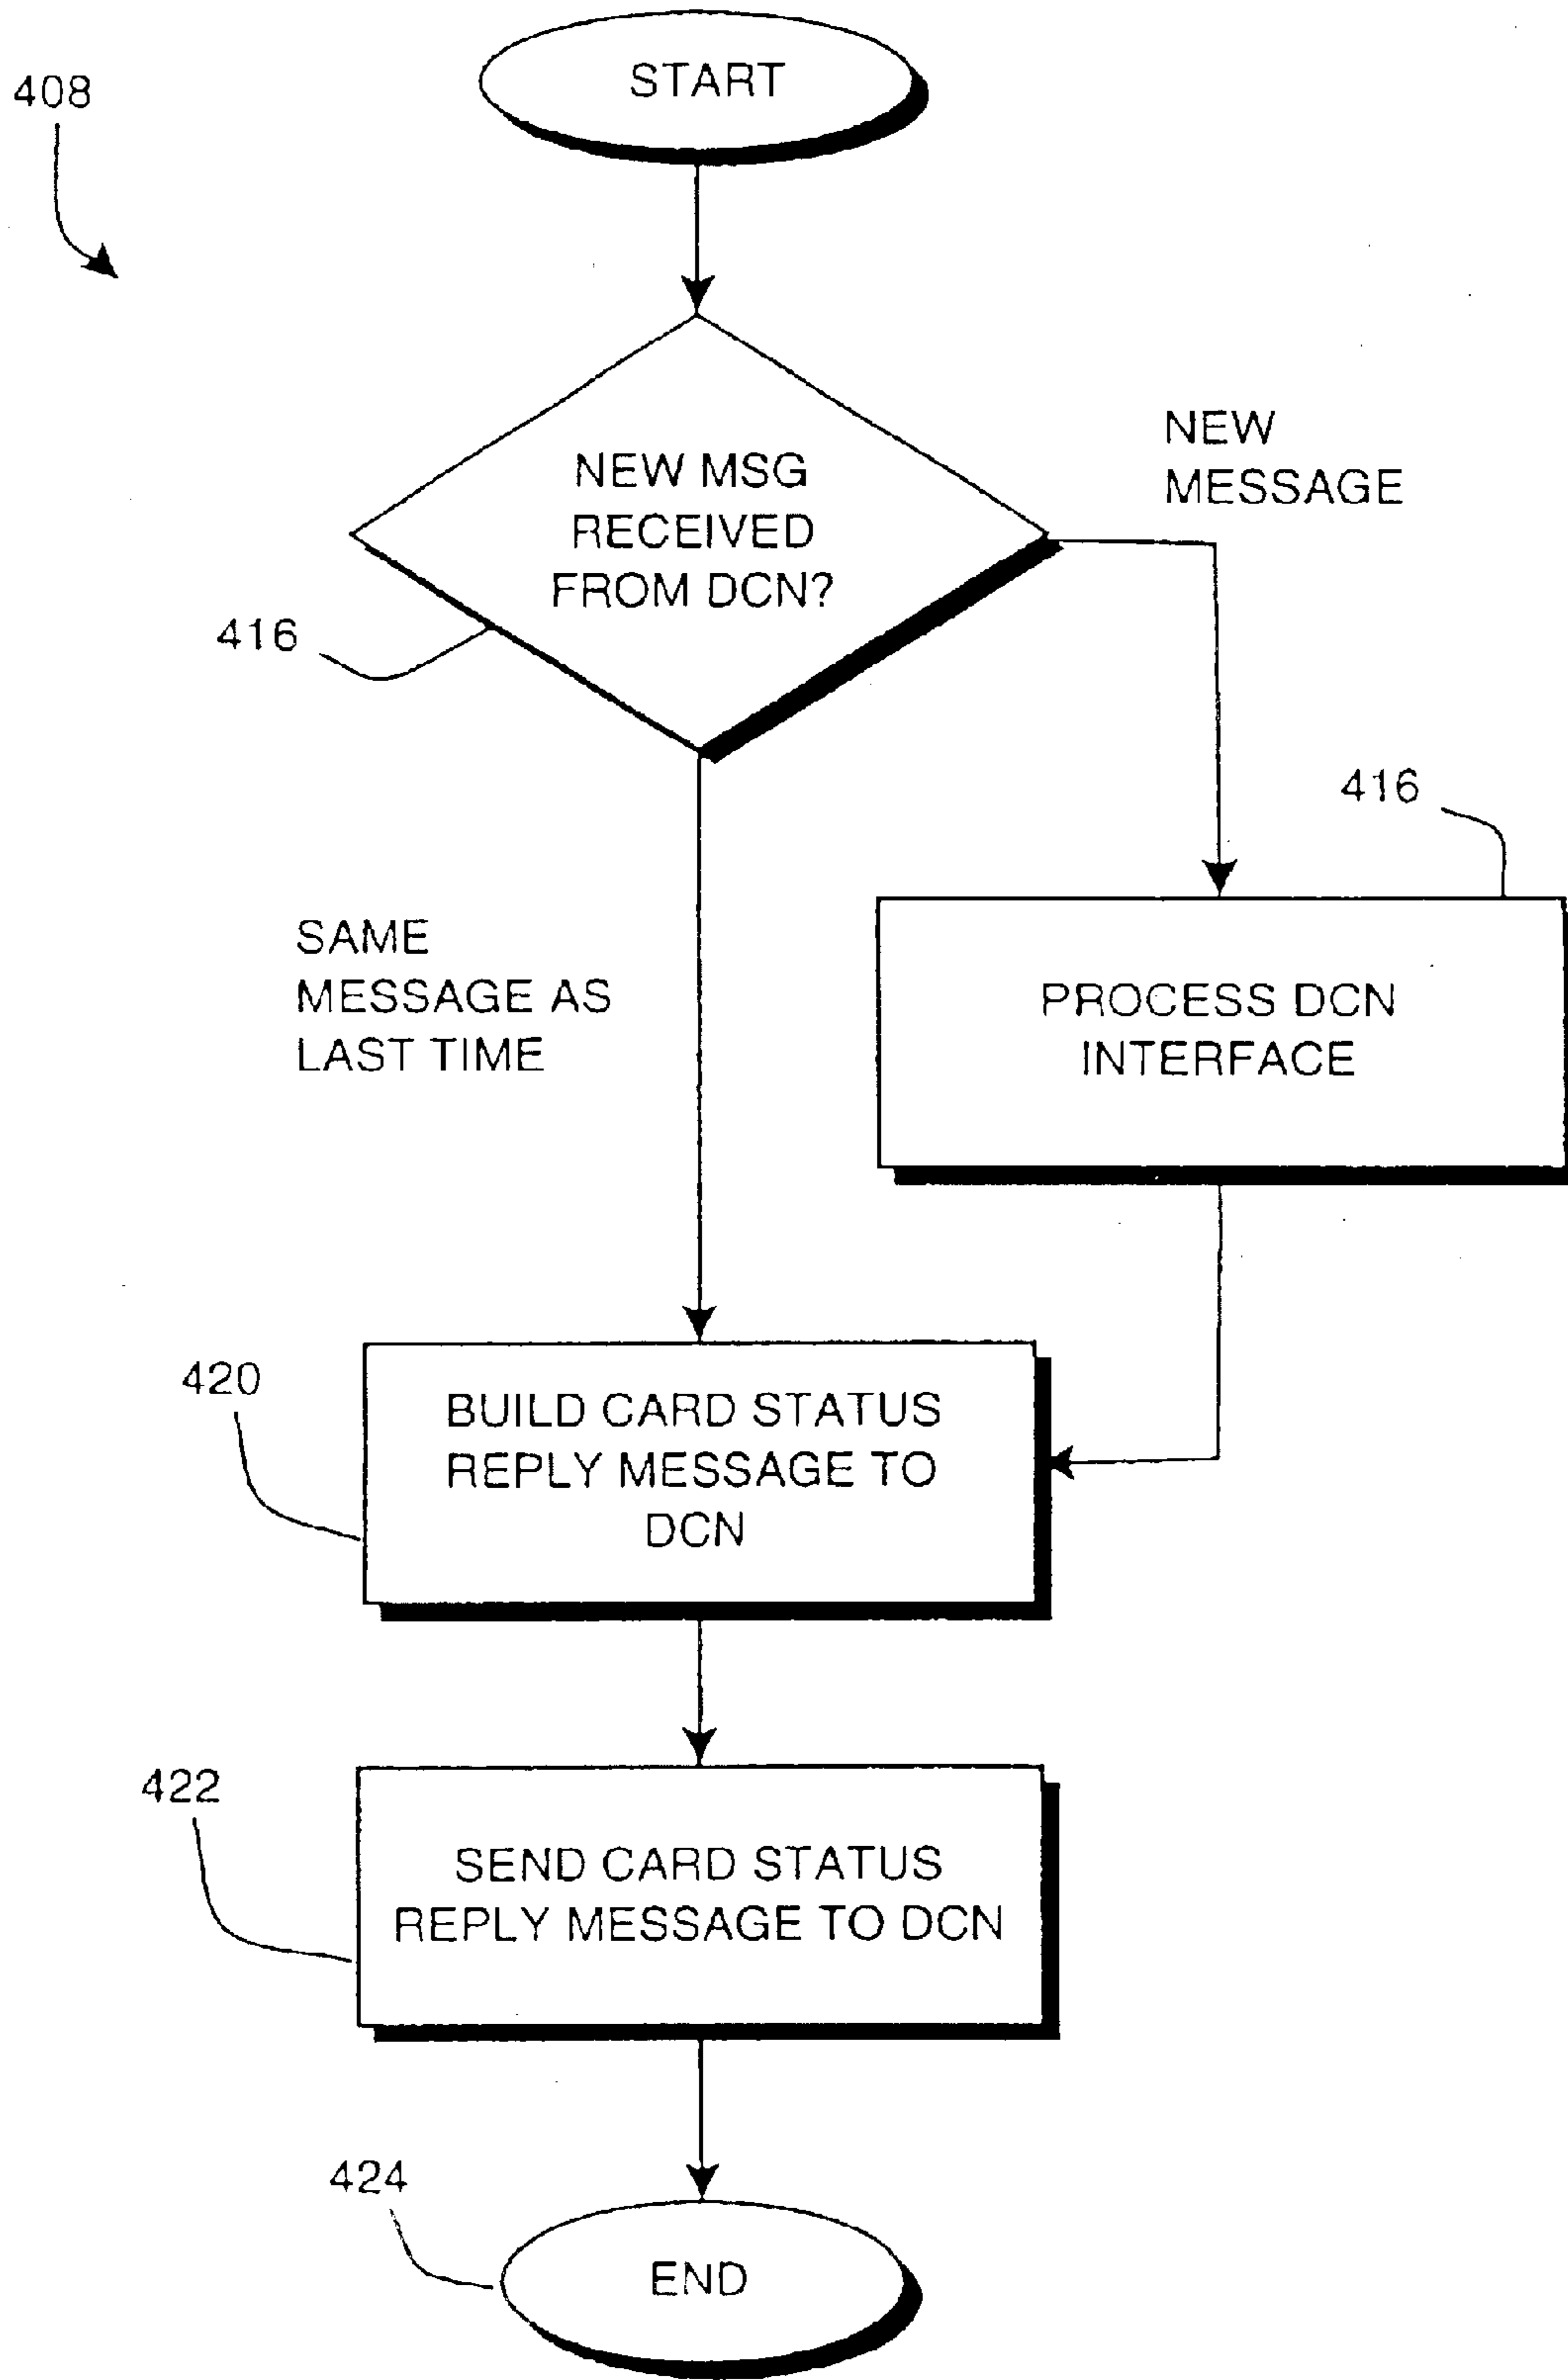 START
408
NEW MSG
RECEIVED
FROM DCN?
NEW
MESSAGE
416
416
SAME
MESSAGE AS
LAST TIME
PROCESS DCN
INTERFACE
420
BUILD CARD STATUS
REPLY MESSAGE TO
DCN
422
SEND CARD STATUS
REPLY MESSAGE TO DCN
424
END